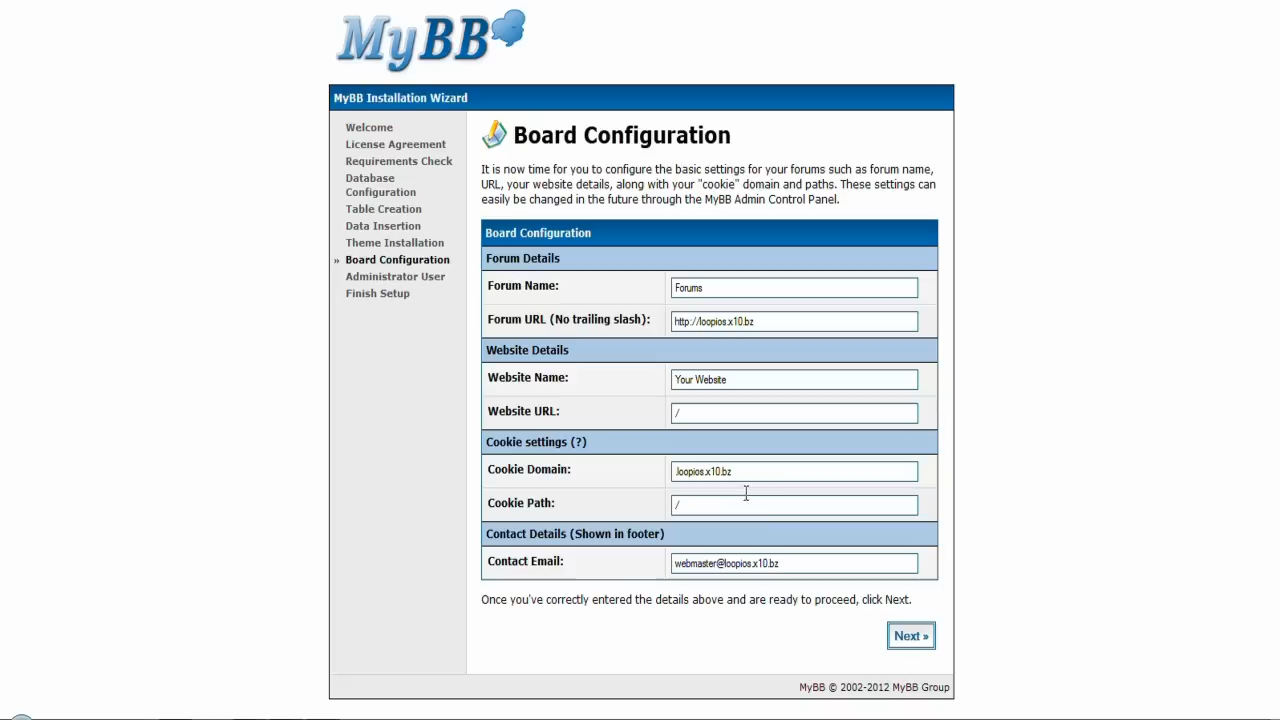 MyBB
MyBB Installation Wizard
Welcome
License Agreement
Requirements Check
Database
Configuration
Table Creation
Data Insertion
Theme Installation
» Board Configuration
Administrator User
Finish Setup
Board Configuration
It is now time for you to configure the basic settings for your forums such as forum name,
URL, your website details, along with your "cookie" domain and paths. These settings can
easily be changed in the future through the MyBB Admin Control Panel.
Board Configuration
Forum Details
Forum Name: Forums
Forum URL (No trailing slash): http://loopios.x10.bz
Website Details
Website Name: Your Website
Website URL: /
Cookie settings (?)
Cookie Domain: .loopios.x10.bz
Cookie Path: /
Contact Details (Shown in footer)
Contact Email: webmaster@loopios.x10.bz
Once you've correctly entered the details above and are ready to proceed, click Next.
Next »
MyBB © 2002-2012 MyBB Group